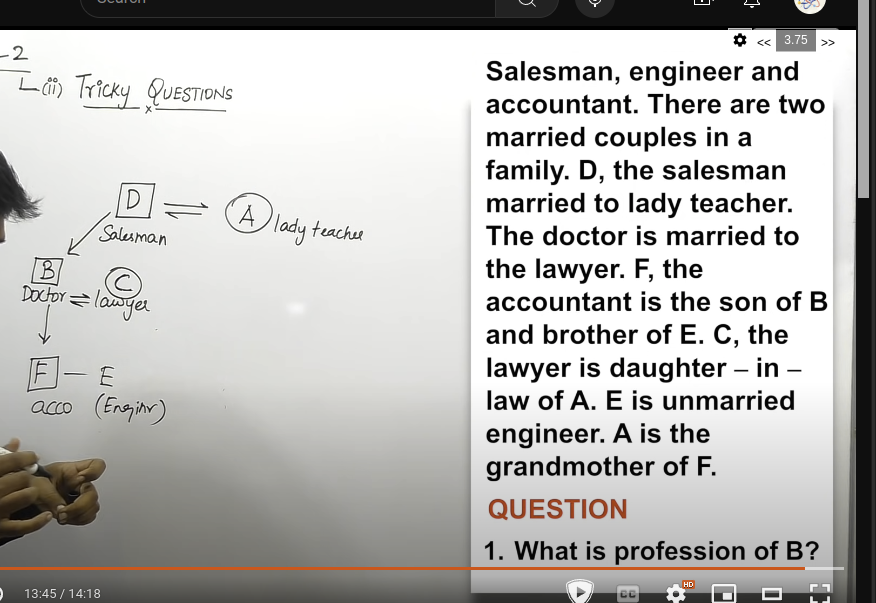 Search
3.75
<< >>
-2
(ii) Tricky QUESTIONS
D
Salesman
A
lady teacher
B
Doctor
C
lawyer
F — E
acco (Enginr)
Salesman, engineer and
accountant. There are two
married couples in a
family. D, the salesman
married to lady teacher.
The doctor is married to
the lawyer. F, the
accountant is the son of B
and brother of E. C, the
lawyer is daughter – in –
law of A. E is unmarried
engineer. A is the
grandmother of F.
QUESTION
1. What is profession of B?
13:45 / 14:18
CC
HD